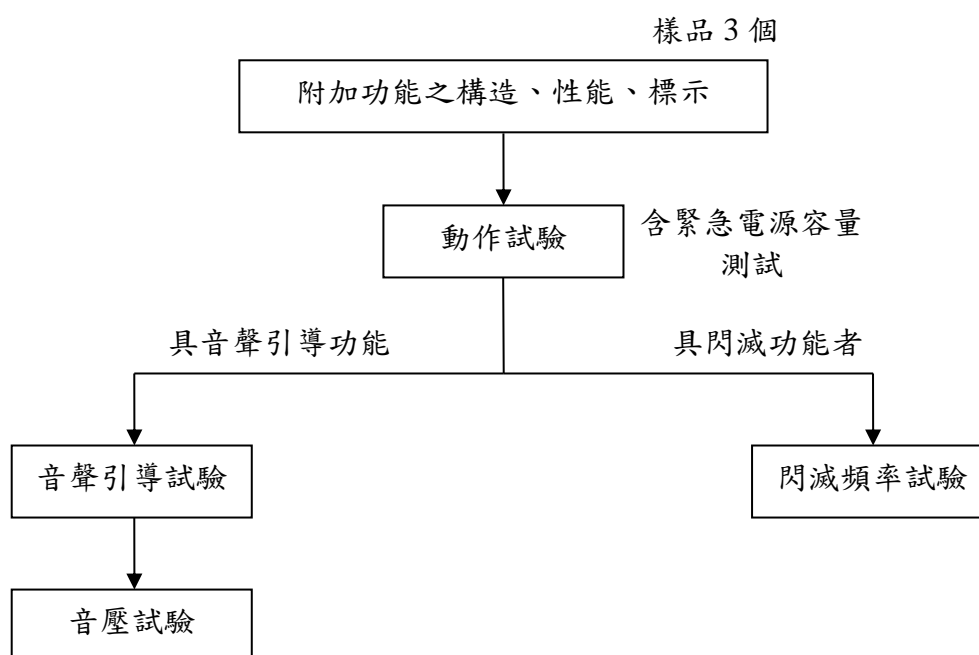 樣品 3 個
附加功能之構造、性能、標示
動作試驗
含緊急電源容量
測試
具音聲引導功能
具閃滅功能者
音聲引導試驗
閃滅頻率試驗
音壓試驗